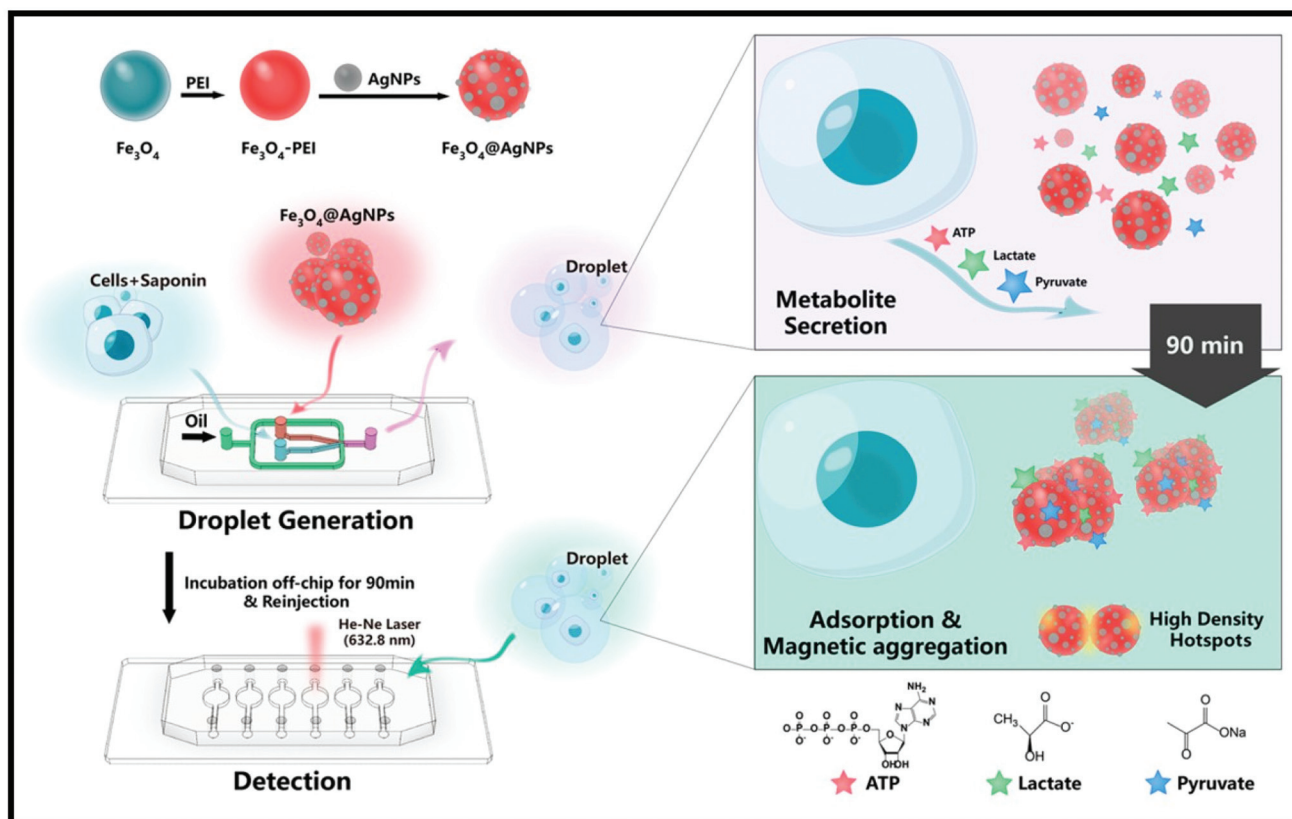 PEI
AgNPs
Fe₃O₄
Fe₃O₄-PEI
Fe₃O₄@AgNPs
Fe₃O₄@AgNPs
Cells+Saponin
Droplet
Oil
Droplet Generation
Incubation off-chip for 90min
& Reinjection
He-Ne Laser
(632.8 nm)
Droplet
Detection
ATP
Lactate
Pyruvate
Metabolite
Secretion
90 min
Adsorption &
Magnetic aggregation
High Density
Hotspots
NH₂
N
N
N
N
O O O
⁻O-P-O-P-O-P-O
O⁻ O⁻ O⁻
O
OHOH
ATP
O
CH₃
O⁻
OH
Lactate
O
ONa
O
Pyruvate